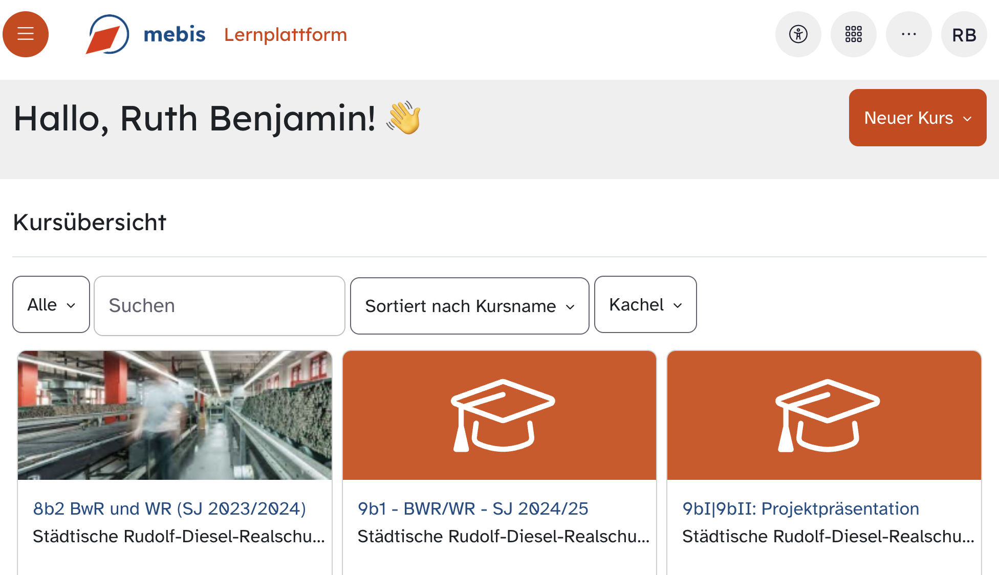 mebis Lernplattform
RB
Hallo, Ruth Benjamin! 👋
Neuer Kurs
Kursübersicht
Alle
Suchen
Sortiert nach Kursname
Kachel
8b2 BwR und WR (SJ 2023/2024)
Städtische Rudolf-Diesel-Realschu...
9b1 - BWR/WR - SJ 2024/25
Städtische Rudolf-Diesel-Realschu...
9bI|9bII: Projektpräsentation
Städtische Rudolf-Diesel-Realschu...